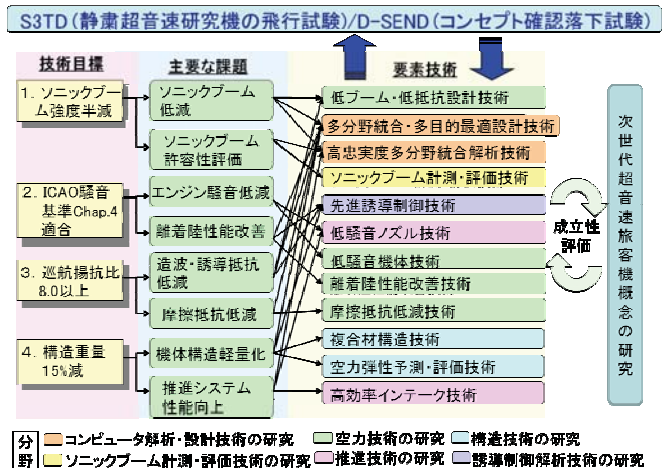 S3TD(静粛超音速研究機の飛行試験)/D-SEND(コンセプト確認落下試験)
技術目標
主要な課題
要素技術
1. ソニックブー
ム強度半減
2. ICAO騒音
基準Chap.4
適合
3. 巡航揚抗比
8.0以上
4. 構造重量
15%減
ソニックブーム
低減
ソニックブーム
許容性評価
エンジン騒音低減
離着陸性能改善
造波・誘導抵抗
低減
摩擦抵抗低減
機体構造軽量化
推進システム
性能向上
低ブーム・低抵抗設計技術
多分野統合・多目的最適設計技術
高忠実度多分野統合解析技術
ソニックブーム計測・評価技術
先進誘導制御技術
低騒音ノズル技術
低騒音機体技術
離着陸性能改善技術
摩擦抵抗低減技術
複合材構造技術
空力弾性予測・評価技術
高効率インテーク技術
成立性
評価
次世代超音速旅客機概念の研究
分野
コンピュータ解析・設計技術の研究
空力技術の研究
構造技術の研究
ソニックブーム計測・評価技術の研究
推進技術の研究
誘導制御解析技術の研究